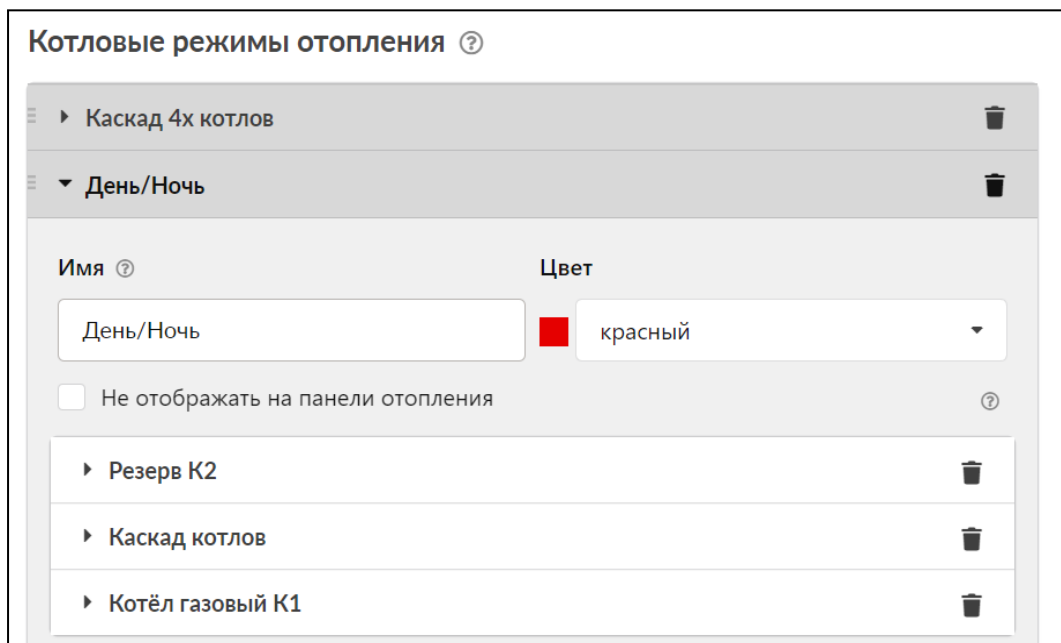 Котловые режимы отопления ?
Каскад 4х котлов
День/Ночь
Имя ? Цвет
День/Ночь красный
Не отображать на панели отопления ?
Резерв К2
Каскад котлов
Котёл газовый К1